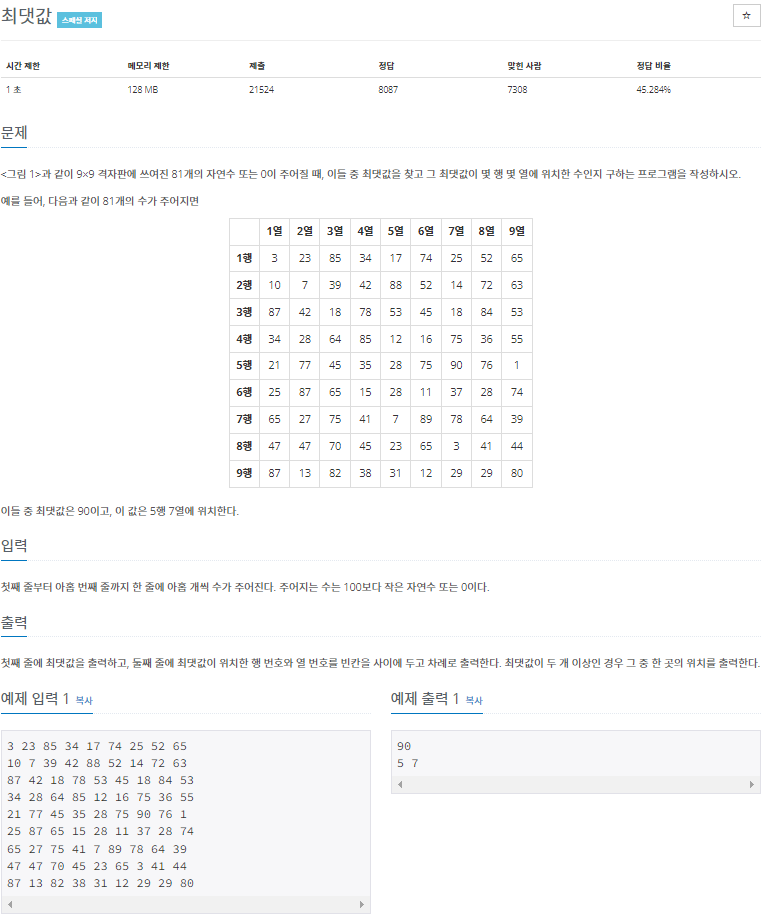 최댓값 스페셜 저지
☆
시간 제한 메모리 제한 제출 정답 맞힌 사람 정답 비율
1 초 128 MB 21524 8087 7308 45.284%
문제
<그림 1>과 같이 9×9 격자판에 쓰여진 81개의 자연수 또는 0이 주어질 때, 이들 중 최댓값을 찾고 그 최댓값이 몇 행 몇 열에 위치한 수인지 구하는 프로그램을 작성하시오.
예를 들어, 다음과 같이 81개의 수가 주어지면
1열 2열 3열 4열 5열 6열 7열 8열 9열
1행 3 23 85 34 17 74 25 52 65
2행 10 7 39 42 88 52 14 72 63
3행 87 42 18 78 53 45 18 84 53
4행 34 28 64 85 12 16 75 36 55
5행 21 77 45 35 28 75 90 76 1
6행 25 87 65 15 28 11 37 28 74
7행 65 27 75 41 7 89 78 64 39
8행 47 47 70 45 23 65 3 41 44
9행 87 13 82 38 31 12 29 29 80
이들 중 최댓값은 90이고, 이 값은 5행 7열에 위치한다.
입력
첫째 줄부터 아홉 번째 줄까지 한 줄에 아홉 개씩 수가 주어진다. 주어지는 수는 100보다 작은 자연수 또는 0이다.
출력
첫째 줄에 최댓값을 출력하고, 둘째 줄에 최댓값이 위치한 행 번호와 열 번호를 빈칸을 사이에 두고 차례로 출력한다. 최댓값이 두 개 이상인 경우 그 중 한 곳의 위치를 출력한다.
예제 입력 1 복사
3 23 85 34 17 74 25 52 65
10 7 39 42 88 52 14 72 63
87 42 18 78 53 45 18 84 53
34 28 64 85 12 16 75 36 55
21 77 45 35 28 75 90 76 1
25 87 65 15 28 11 37 28 74
65 27 75 41 7 89 78 64 39
47 47 70 45 23 65 3 41 44
87 13 82 38 31 12 29 29 80
예제 출력 1 복사
90
5 7